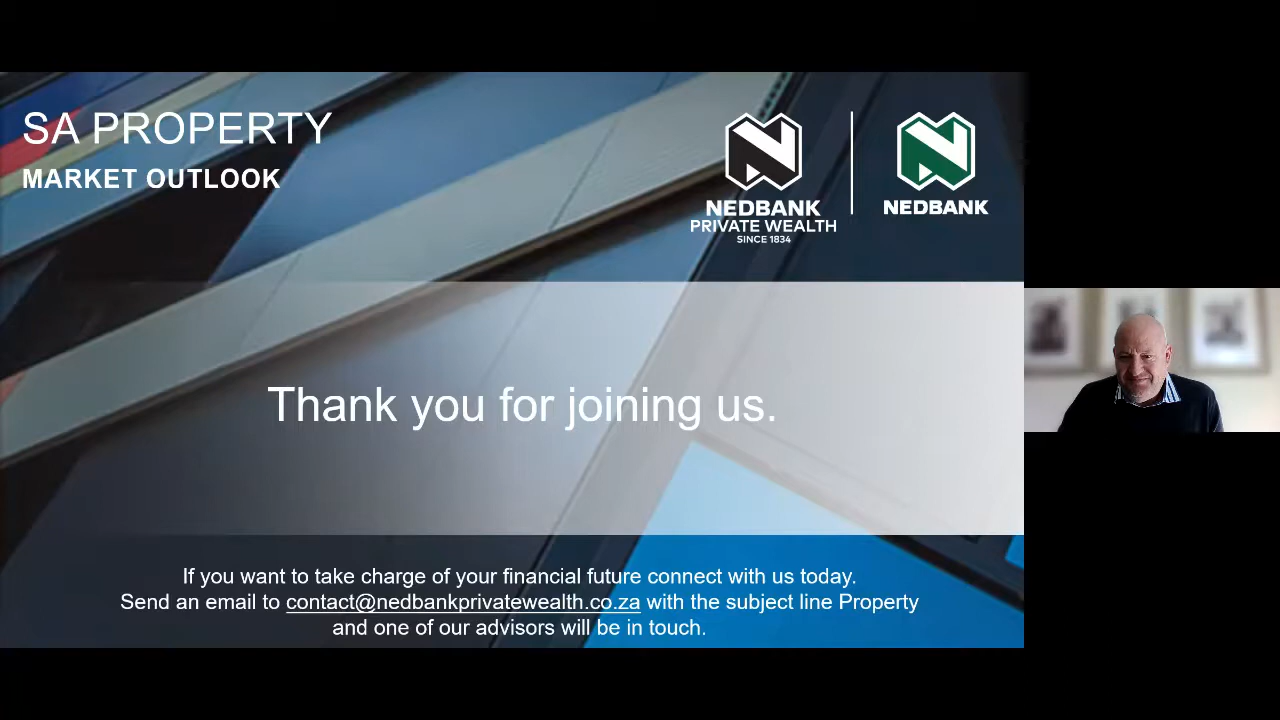 SA PROPERTY
MARKET OUTLOOK
NEDBANK
PRIVATE WEALTH
SINCE 1834
NEDBANK
Thank you for joining us.
If you want to take charge of your financial future connect with us today.
Send an email to contact@nedbankprivatewealth.co.za with the subject line Property
and one of our advisors will be in touch.